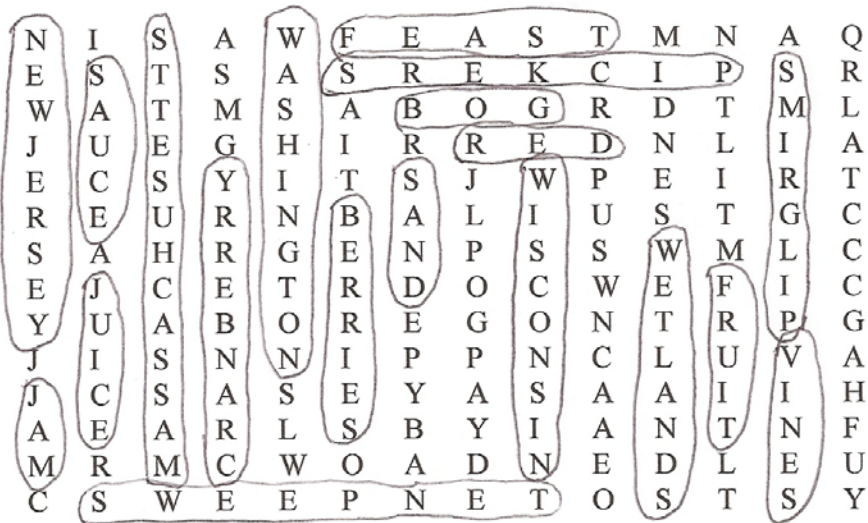 N I S A W F E A S T M N A Q
E S T S A S R E K C I P S R
W A T M S A B O G R D T M L
J U E G H I R R E D N L I A
E C S Y I T S J W P E I R T
R E U R N B A L I U S T G C
S A H R G E N P S S W M L C
E J C E T R D O C W E F I C
Y U A B O R E G O N T R P G
J I S N N I P P N C L U V A
J C S A S E Y A S A A I I H
A E A R L S B Y I A N T N F
M R M C W O A D N E D L E U
C S W E E P N E T O S T S Y